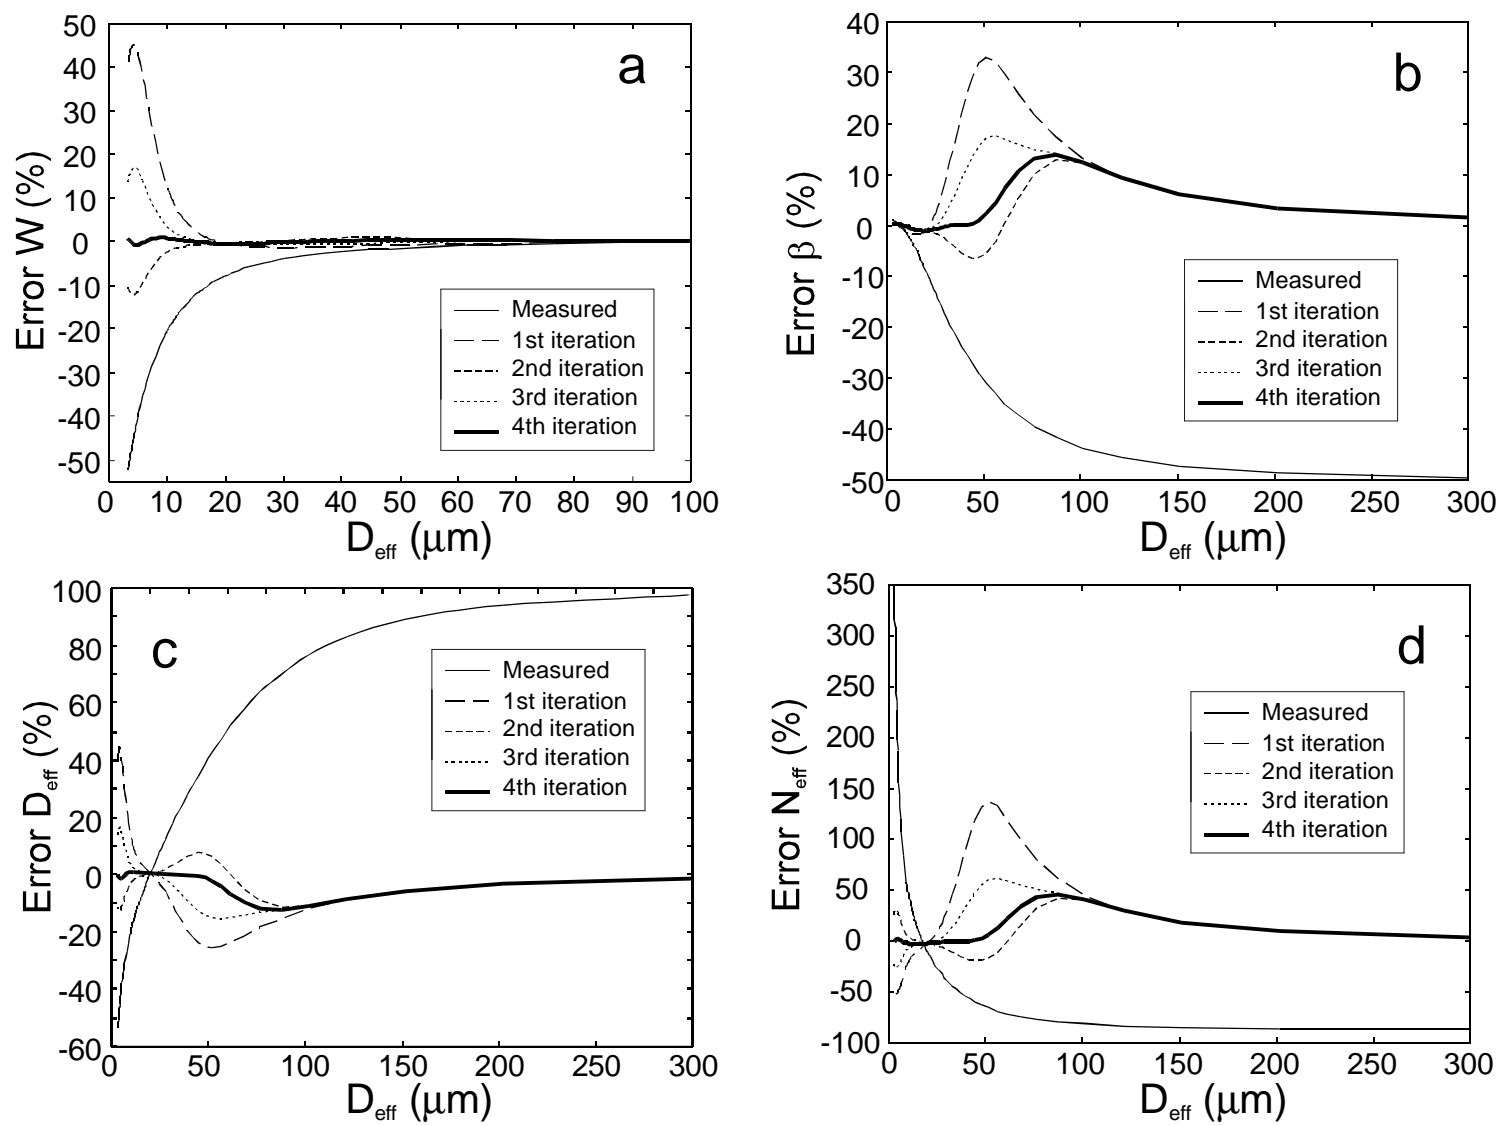 a
50
40
30
20
10
0
-10
-20
-30
-40
-50
Error W (%)
Measured
1st iteration
2nd iteration
3rd iteration
4th iteration
0 10 20 30 40 50 60 70 80 90 100
Deff (μm)
b
40
30
20
10
0
-10
-20
-30
-40
-50
Error β (%)
Measured
1st iteration
2nd iteration
3rd iteration
4th iteration
0 50 100 150 200 250 300
Deff (μm)
c
100
80
60
40
20
0
-20
-40
-60
Error Deff (%)
Measured
1st iteration
2nd iteration
3rd iteration
4th iteration
0 50 100 150 200 250 300
Deff (μm)
d
350
300
250
200
150
100
50
0
-50
-100
Error Neff (%)
Measured
1st iteration
2nd iteration
3rd iteration
4th iteration
0 50 100 150 200 250 300
Deff (μm)